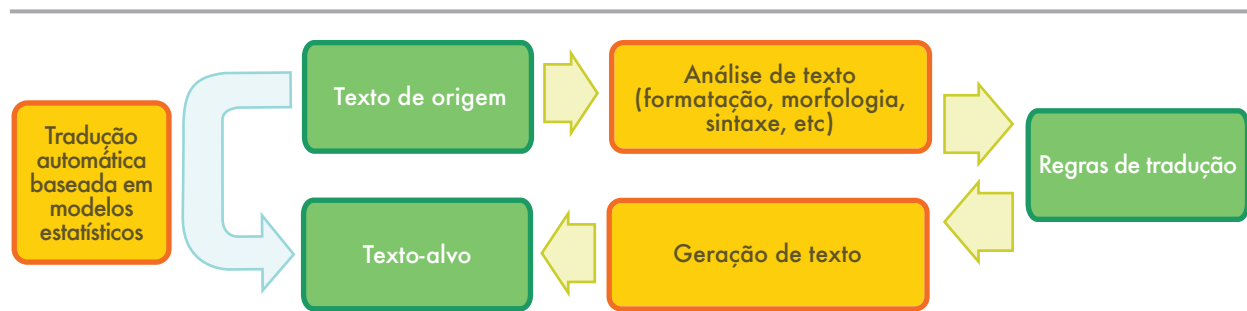 Tradução
automática
baseada em
modelos
estatísticos
Texto de origem
Análise de texto
(formatação, morfologia,
sintaxe, etc)
Regras de tradução
Geração de texto
Texto-alvo